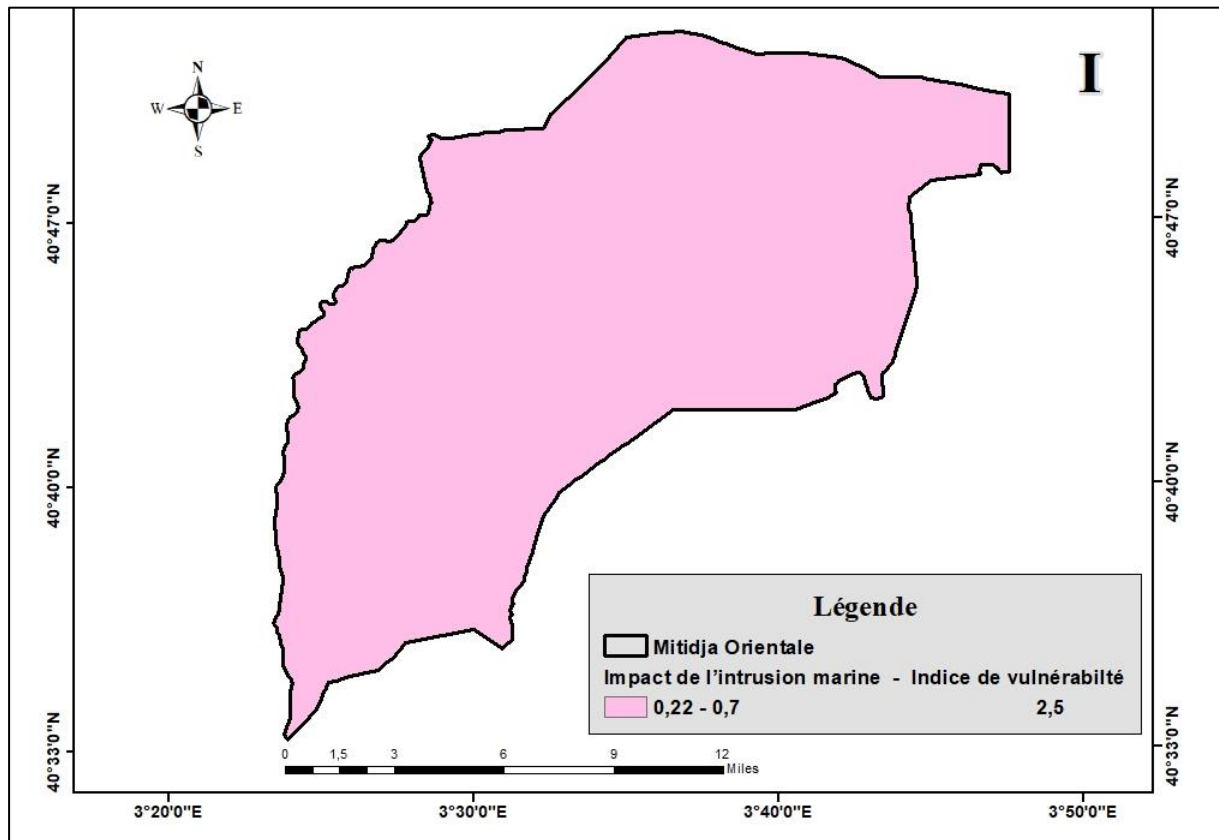 I
N
W E
S
40°47'0"N
40°47'0"N
40°40'0"N
40°40'0"N
40°33'0"N
40°33'0"N
Légende
Mitidja Orientale
Impact de l'intrusion marine - Indice de vulnérabilté
0,22 - 0,7 2,5
0 1,5 3 6 9 12
Miles
3°20'0"E 3°30'0"E 3°40'0"E 3°50'0"E